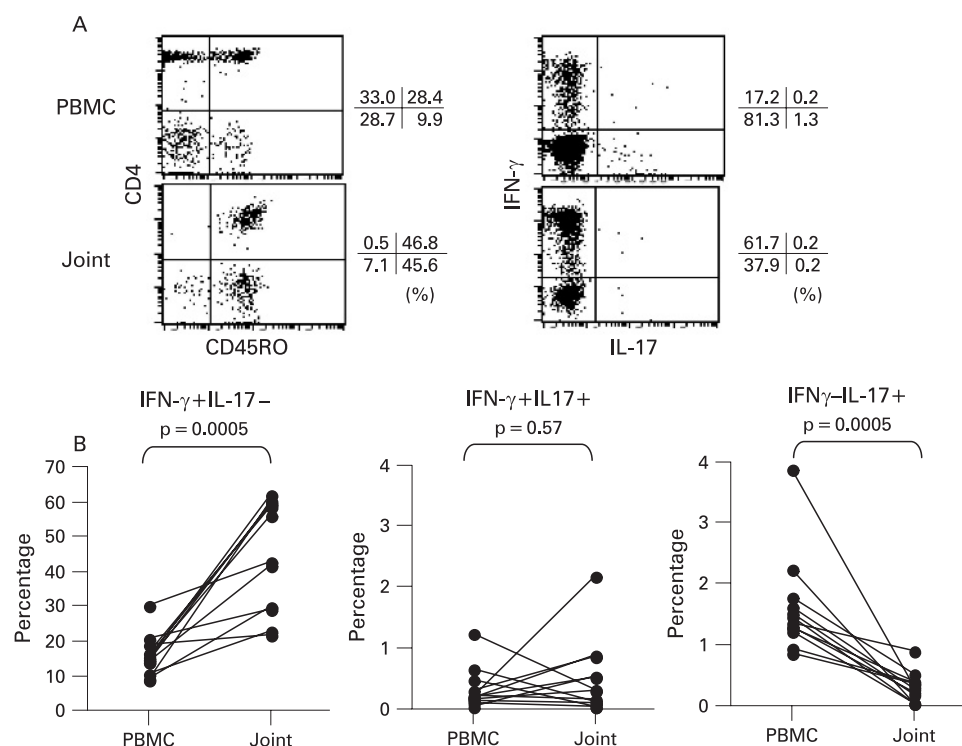 A
PBMC
CD4
33.0 28.4
28.7 9.9
IFN-γ
17.2 0.2
81.3 1.3
Joint
0.5 46.8
7.1 45.6
(%)
61.7 0.2
37.9 0.2
(%)
CD45RO
IL-17
B
IFN-γ+IL-17–
p = 0.0005
Percentage
70
60
50
40
30
20
10
0
PBMC Joint
IFN-γ+IL17+
p = 0.57
Percentage
4
3
2
1
0
PBMC Joint
IFNγ–IL-17+
p = 0.0005
Percentage
4
3
2
1
0
PBMC Joint